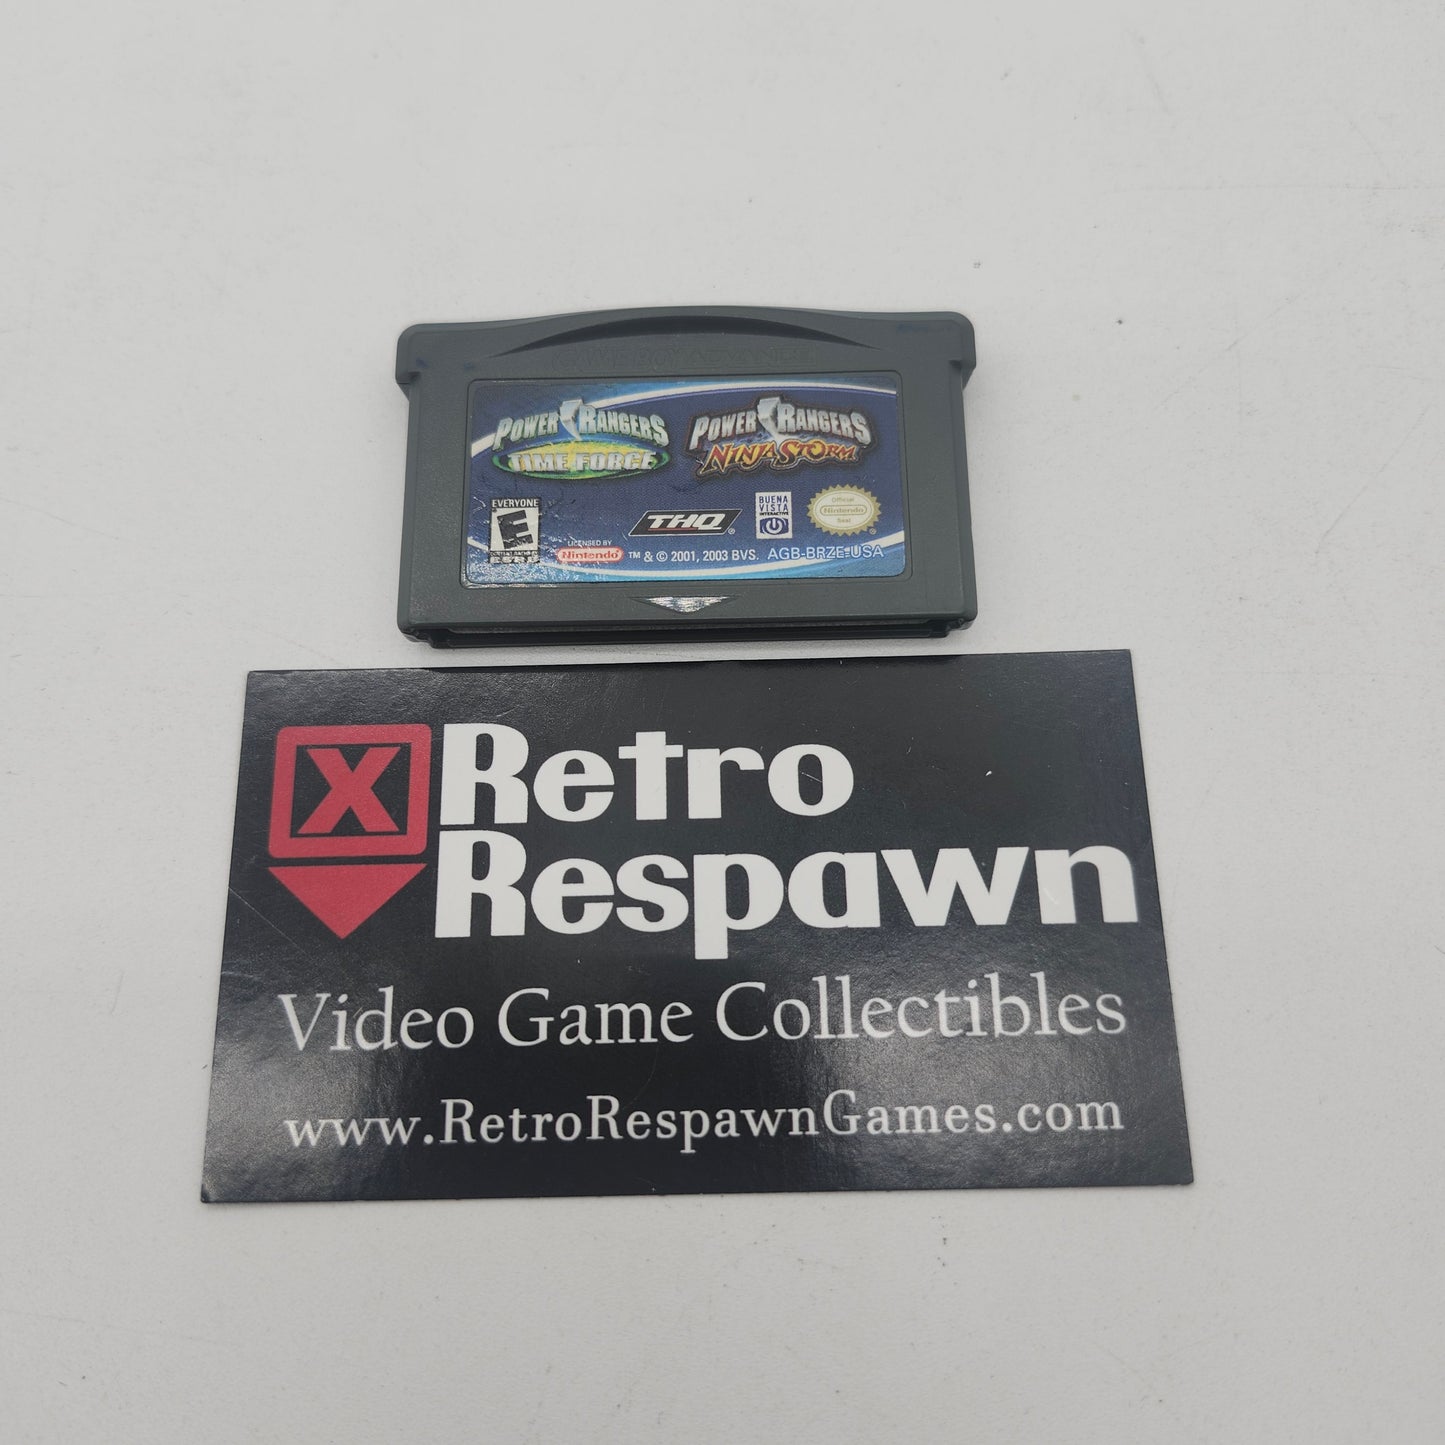 GAME BOY ADVANCE
POWER RANGERS
TIME FORCE
POWER RANGERS
NINJA STORM
EVERYONE
E
ESRB
LICENSED BY
Nintendo
THQ
BUENA
VISTA
INTERACTIVE
Official
Nintendo
Seal
™ & © 2001, 2003 BVS. AGB-BRZE-USA
X
Retro
Respawn
Video Game Collectibles
www.RetroRespawnGames.com